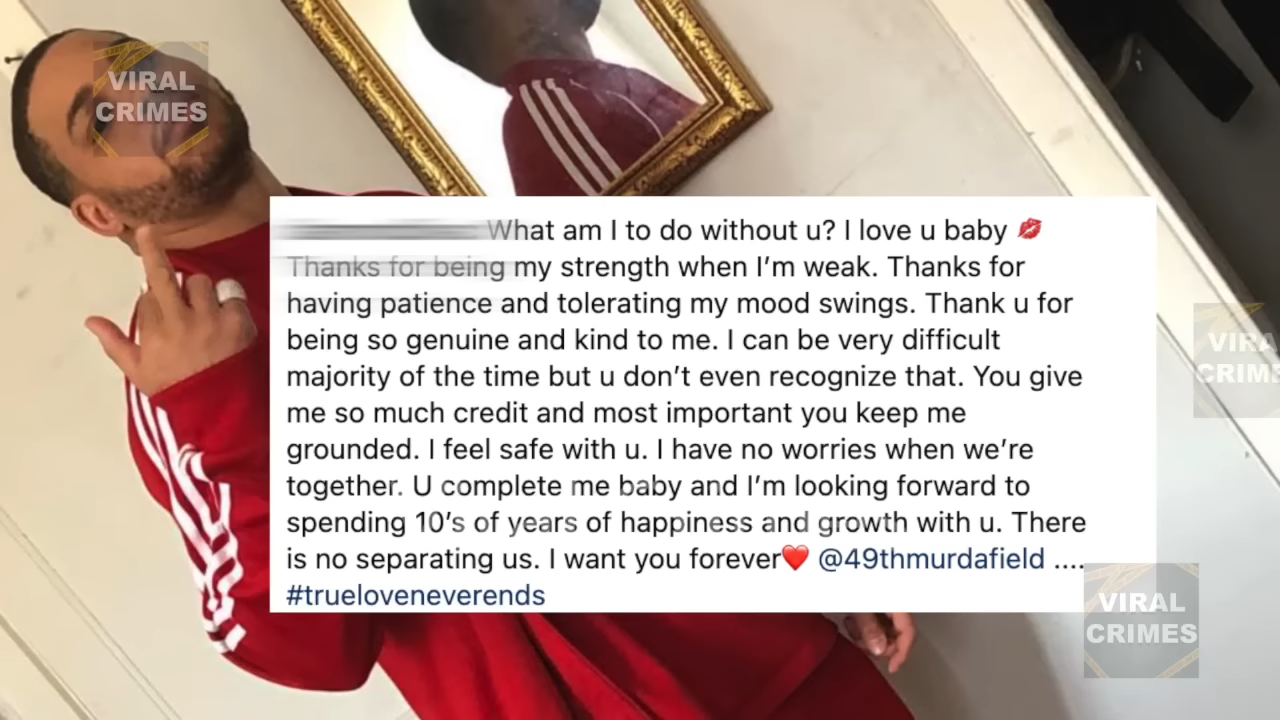 VIRAL
CRIMES
What am I to do without u? I love u baby 💋
Thanks for being my strength when I’m weak. Thanks for
having patience and tolerating my mood swings. Thank u for
being so genuine and kind to me. I can be very difficult
majority of the time but u don’t even recognize that. You give
me so much credit and most important you keep me
grounded. I feel safe with u. I have no worries when we’re
together. U complete me baby and I’m looking forward to
spending 10’s of years of happiness and growth with u. There
is no separating us. I want you forever❤️ @49thmurdafield ....
#trueloveneverends
VIRA
CRIME
VIRAL
CRIMES